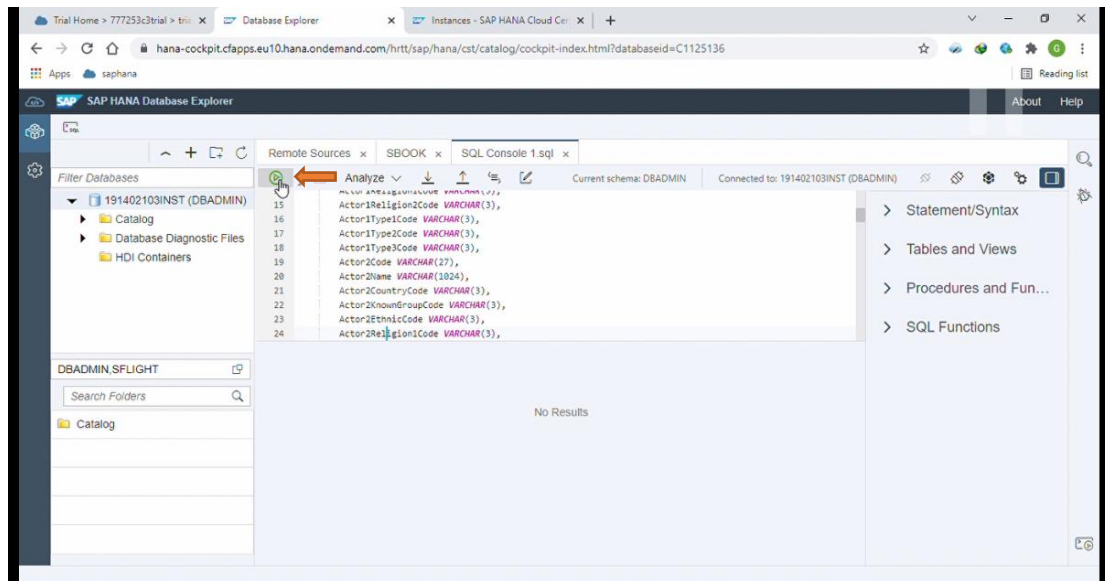 Trial Home > 777253c3trial > tria
Database Explorer
Instances - SAP HANA Cloud Cen
hana-cockpit.cfapps.eu10.hana.ondemand.com/hrtt/sap/hana/cst/catalog/cockpit-index.html?databaseid=C1125136
G
Apps saphana
Reading list
SAP SAP HANA Database Explorer
About Help
SQL
Remote Sources × SBOOK × SQL Console 1.sql ×
Filter Databases
Analyze
Current schema: DBADMIN
Connected to: 191402103INST (DBADMIN)
191402103INST (DBADMIN)
Catalog
Database Diagnostic Files
HDI Containers
Actor1Religion1Code VARCHAR(3),
15 Actor1Religion2Code VARCHAR(3),
16 Actor1Type1Code VARCHAR(3),
17 Actor1Type2Code VARCHAR(3),
18 Actor1Type3Code VARCHAR(3),
19 Actor2Code VARCHAR(27),
20 Actor2Name VARCHAR(1024),
21 Actor2CountryCode VARCHAR(3),
22 Actor2KnownGroupCode VARCHAR(3),
23 Actor2EthnicCode VARCHAR(3),
24 Actor2Religion1Code VARCHAR(3),
Statement/Syntax
Tables and Views
Procedures and Fun...
SQL Functions
DBADMIN,SFLIGHT
Search Folders
Catalog
No Results